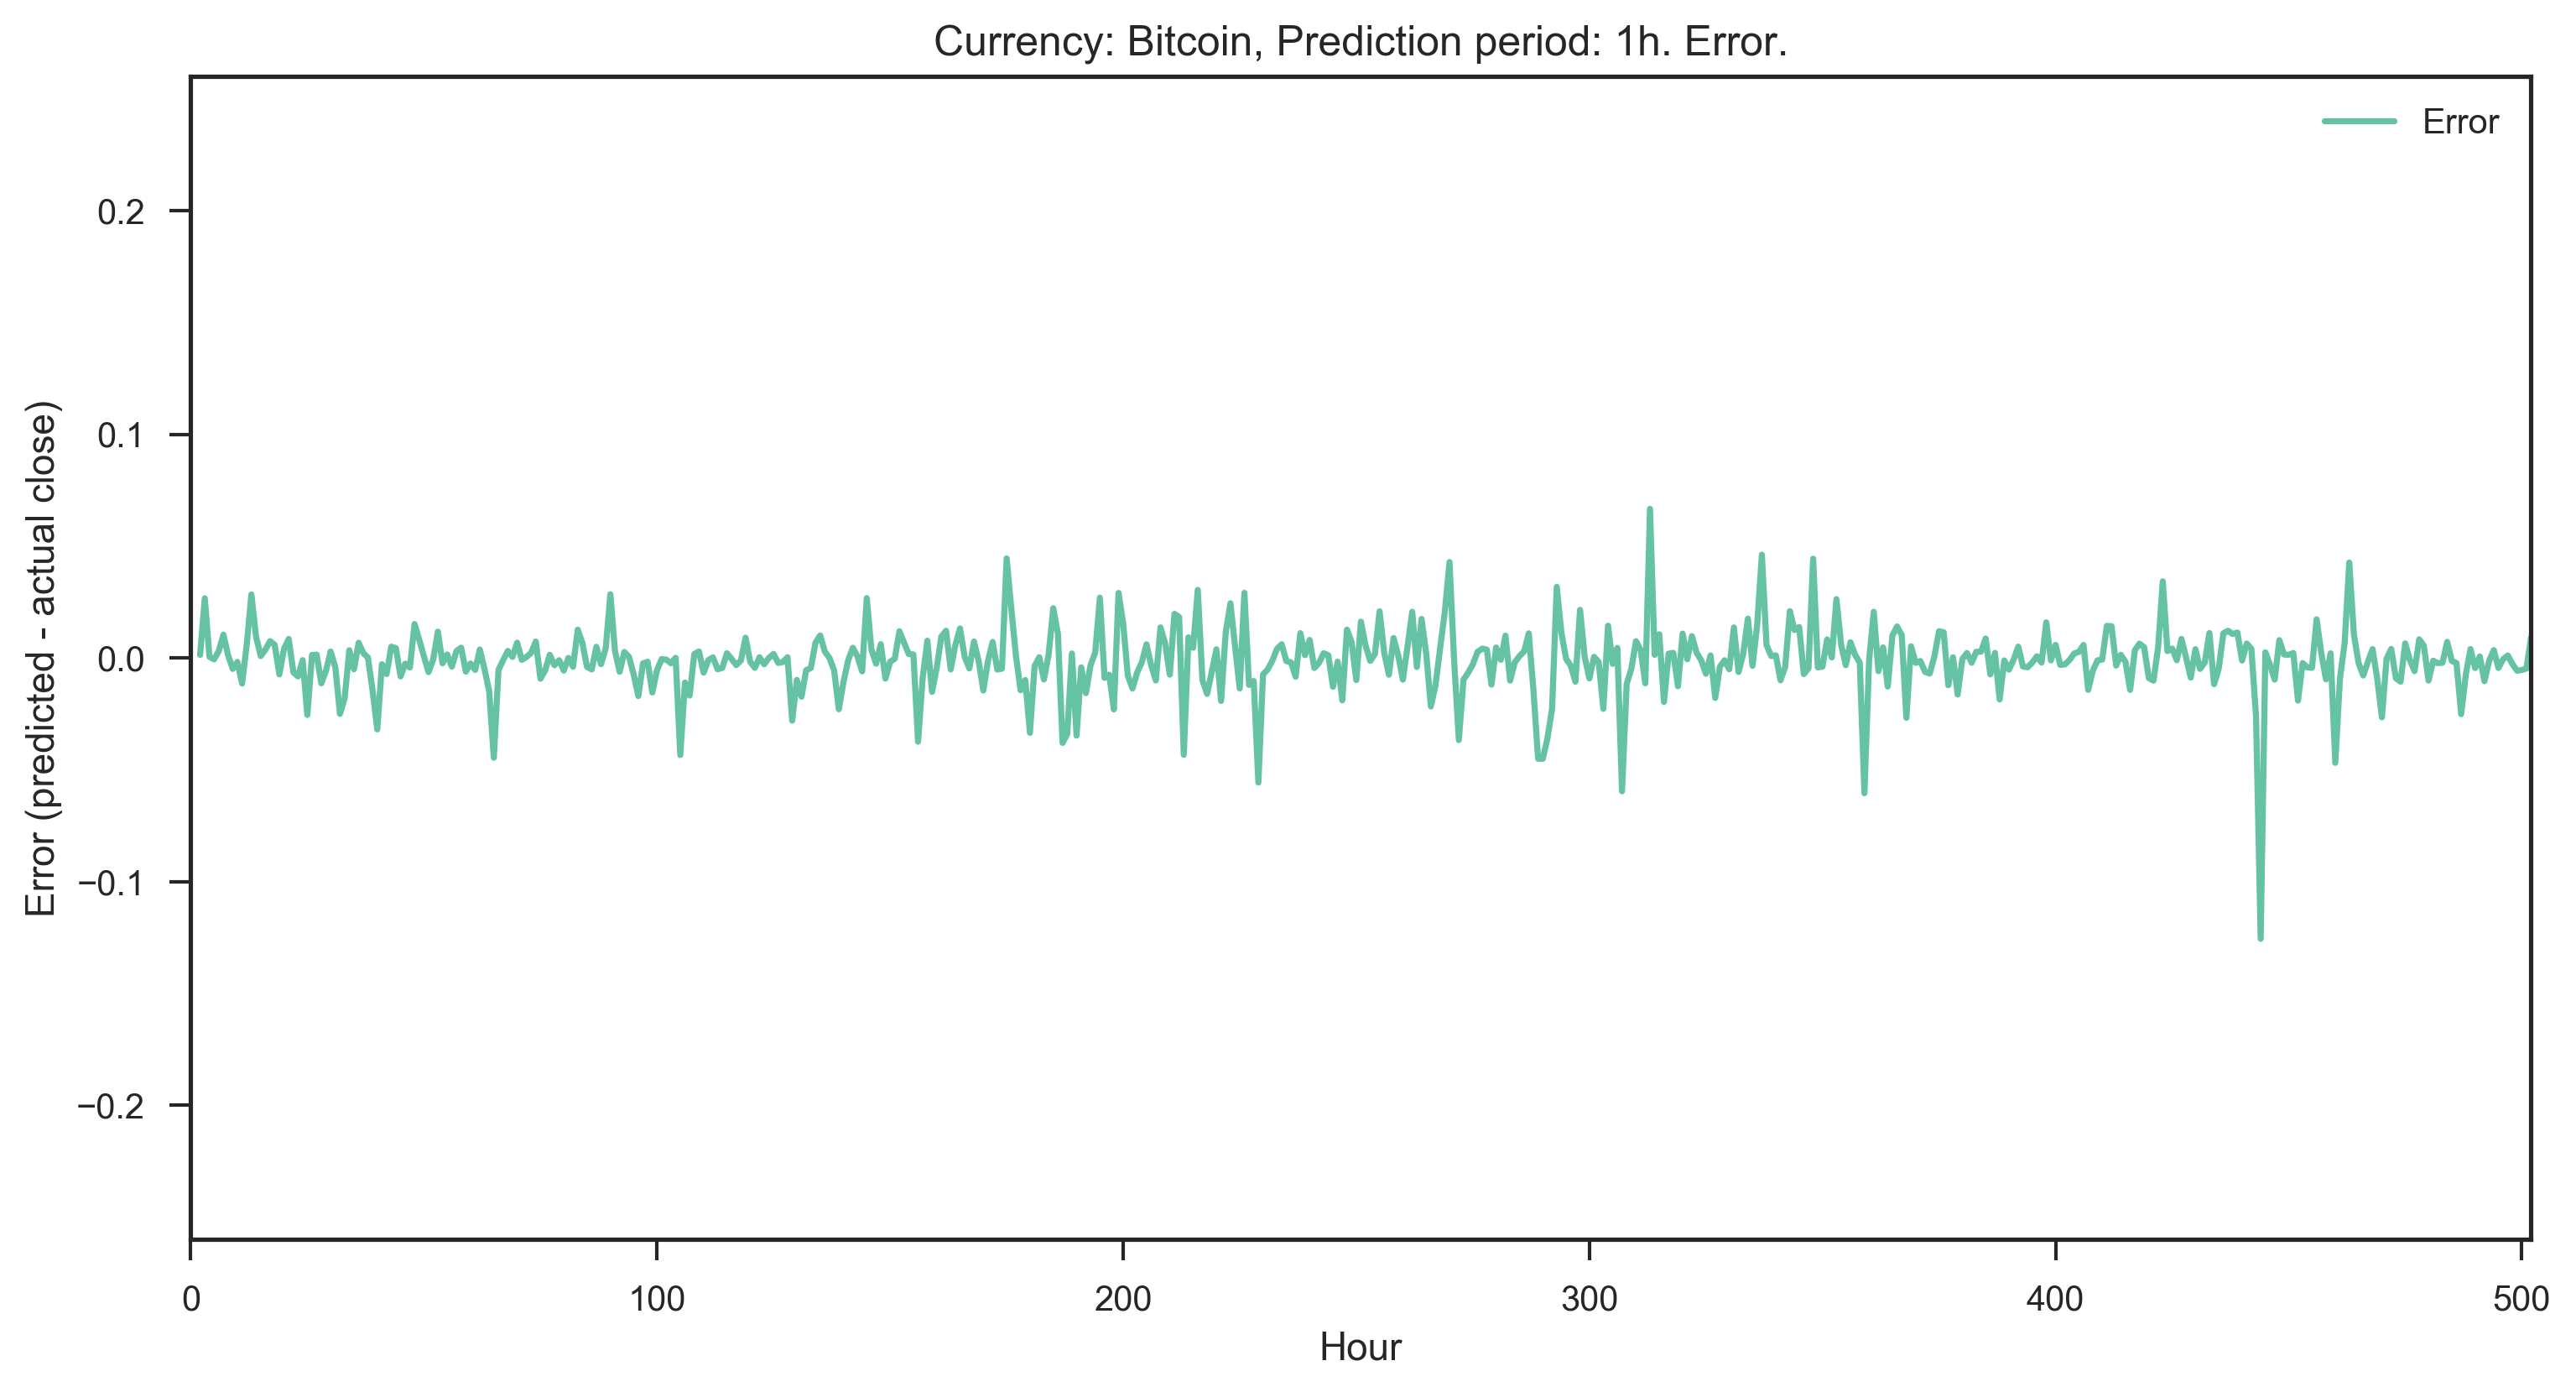 Currency: Bitcoin, Prediction period: 1h. Error.
Error
0.2
0.1
0.0
−0.1
−0.2
Error (predicted - actual close)
0 100 200 300 400 500
Hour